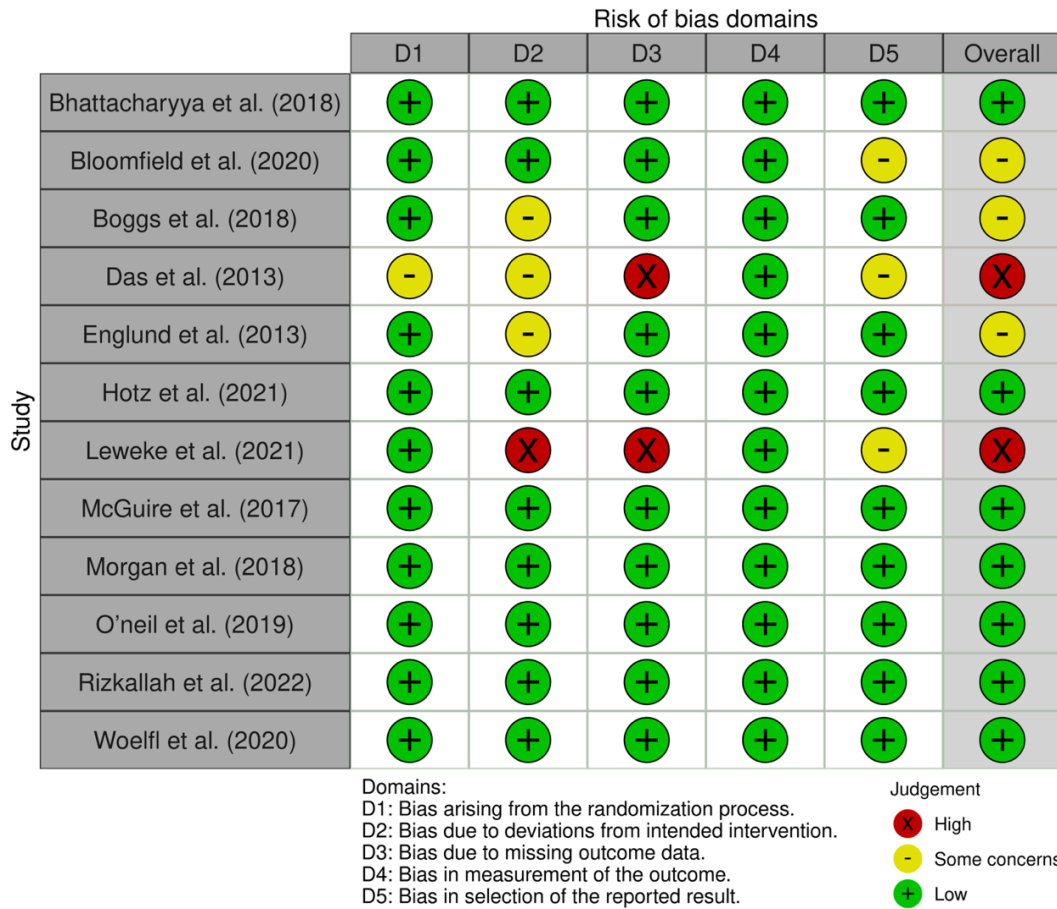 Risk of bias domains
D1 D2 D3 D4 D5 Overall
Study
Bhattacharyya et al. (2018) + + + + + +
Bloomfield et al. (2020) + + + + - -
Boggs et al. (2018) + - + + + -
Das et al. (2013) - - X + - X
Englund et al. (2013) + - + + + -
Hotz et al. (2021) + + + + + +
Leweke et al. (2021) + X X + - X
McGuire et al. (2017) + + + + + +
Morgan et al. (2018) + + + + + +
O'neil et al. (2019) + + + + + +
Rizkallah et al. (2022) + + + + + +
Woelfl et al. (2020) + + + + + +
Domains:
D1: Bias arising from the randomization process.
D2: Bias due to deviations from intended intervention.
D3: Bias due to missing outcome data.
D4: Bias in measurement of the outcome.
D5: Bias in selection of the reported result.
Judgement
X High
- Some concerns
+ Low